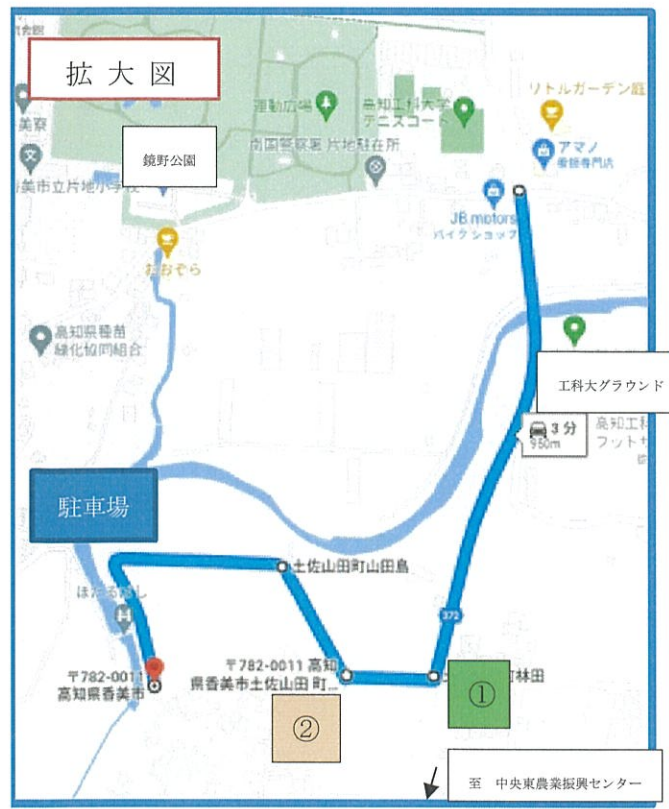 拡大図
リトルガーデン庭
運動広場
高知工科大学
テニスコート
アマノ
南国警察署 片地駐在所
美寮
鏡野公園
香美市立片地小学校
JB motors
バイクショップ
おおぞら
高知県種苗
緑化協同組合
工科大グラウンド
3 分
950m
高知工科
フットサ
駐車場
土佐山田町山田島
372
〒782-0011
高知県香美市
〒782-0011 高知
県香美市土佐山田 町...
町林田
①
②
至 中央東農業振興センター